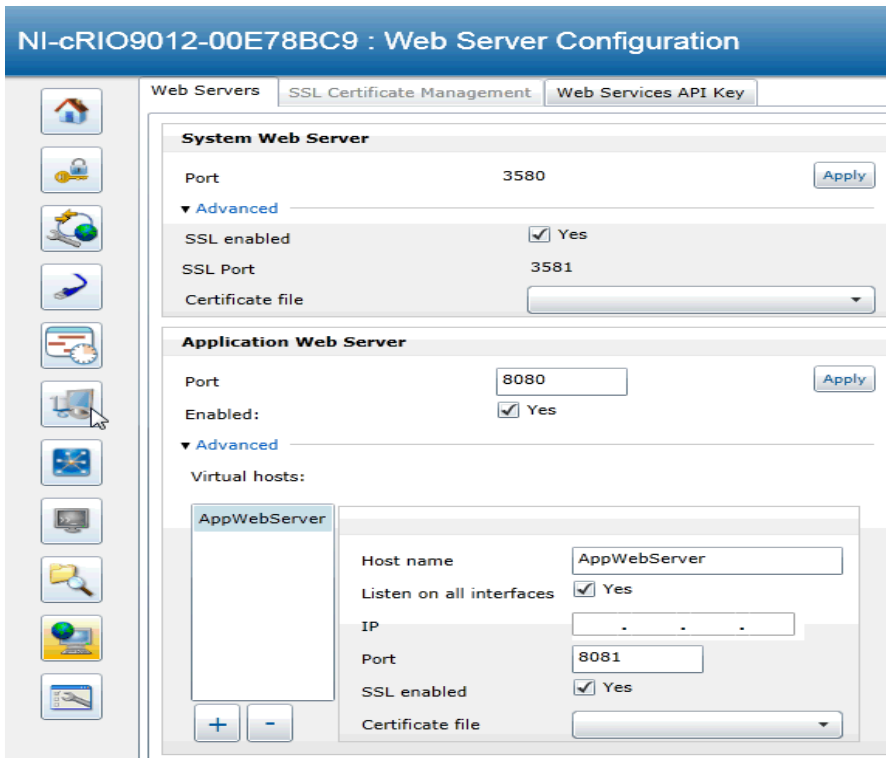 NI-cRIO9012-00E78BC9 : Web Server Configuration
Web Servers SSL Certificate Management Web Services API Key
System Web Server
Port 3580 Apply
Advanced
SSL enabled Yes
SSL Port 3581
Certificate file
Application Web Server
Port 8080 Apply
Enabled: Yes
Advanced
Virtual hosts:
AppWebServer
Host name AppWebServer
Listen on all interfaces Yes
IP . . .
Port 8081
SSL enabled Yes
+ - Certificate file